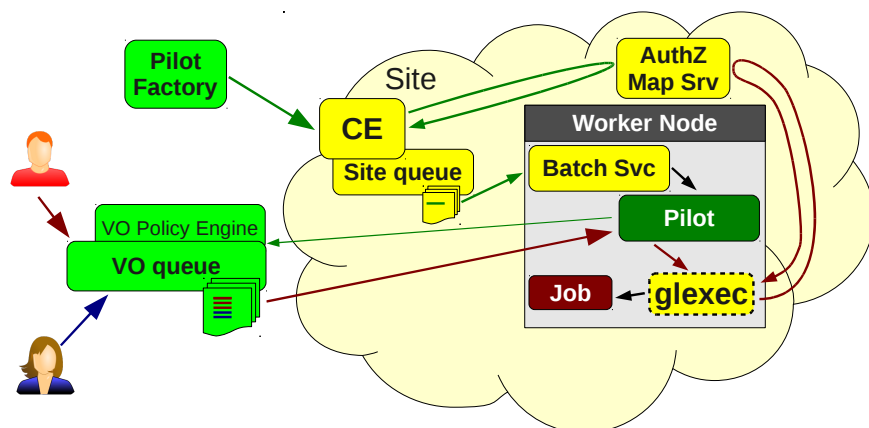 Pilot
Factory
Site
AuthZ
Map Srv
CE
Worker Node
Site queue
Batch Svc
Pilot
VO Policy Engine
VO queue
Job
glexec